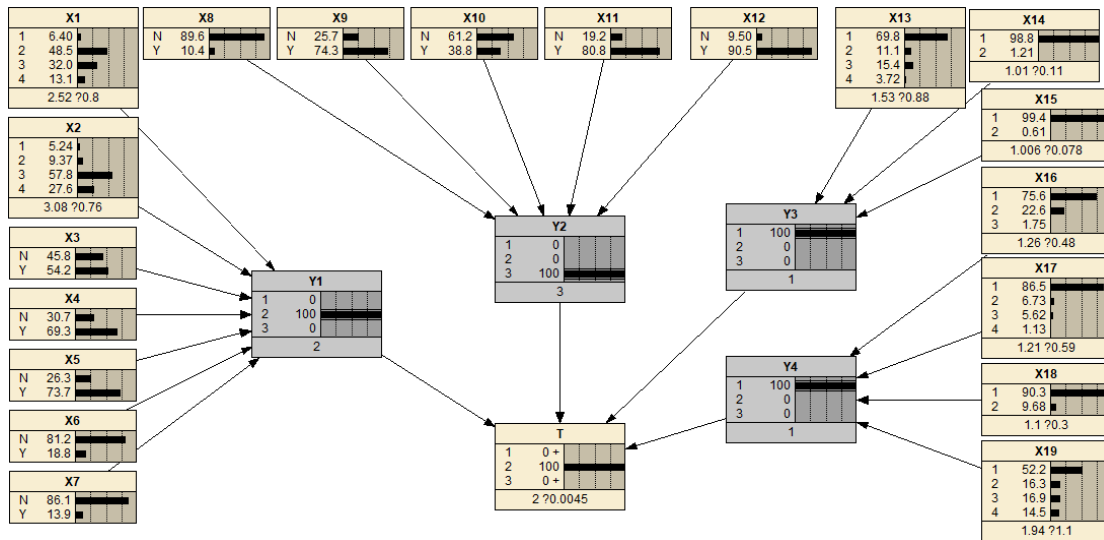 X1
1 6.40
2 48.5
3 32.0
4 13.1
2.52 ?0.8
X8
N 89.6
Y 10.4
X9
N 25.7
Y 74.3
X10
N 61.2
Y 38.8
X11
N 19.2
Y 80.8
X12
N 9.50
Y 90.5
X13
1 69.8
2 11.1
3 15.4
4 3.72
1.53 ?0.88
X14
1 98.8
2 1.21
1.01 ?0.11
X2
1 5.24
2 9.37
3 57.8
4 27.6
3.08 ?0.76
X15
1 99.4
2 0.61
1.006 ?0.078
X16
1 75.6
2 22.6
3 1.75
1.26 ?0.48
X3
N 45.8
Y 54.2
Y1
1 0
2 100
3 0
2
Y2
1 0
2 0
3 100
3
Y3
1 100
2 0
3 0
1
X4
N 30.7
Y 69.3
X17
1 86.5
2 6.73
3 5.62
4 1.13
1.21 ?0.59
X5
N 26.3
Y 73.7
Y4
1 100
2 0
3 0
1
X18
1 90.3
2 9.68
1.1 ?0.3
X6
N 81.2
Y 18.8
T
1 0 +
2 100
3 0 +
2 ?0.0045
X7
N 86.1
Y 13.9
X19
1 52.2
2 16.3
3 16.9
4 14.5
1.94 ?1.1